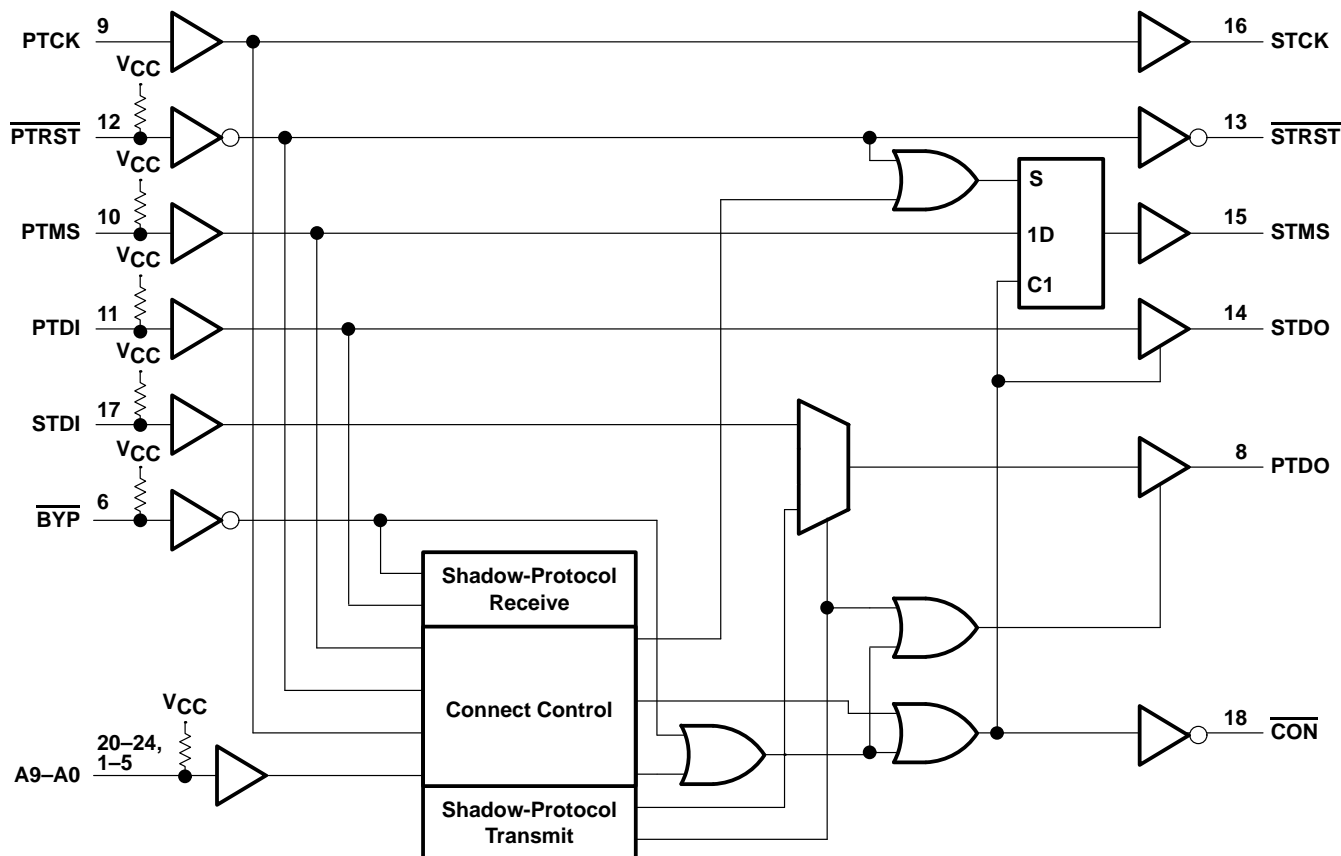 PTCK 9 16 STCK
VCC
PTRST 12 13 STRST
VCC
S
PTMS 10 1D 15 STMS
VCC
C1
PTDI 11 14 STDO
VCC
STDI 17
VCC
8 PTDO
BYP 6
Shadow-Protocol
Receive
VCC
Connect Control
18 CON
20–24,
1–5
A9–A0
Shadow-Protocol
Transmit